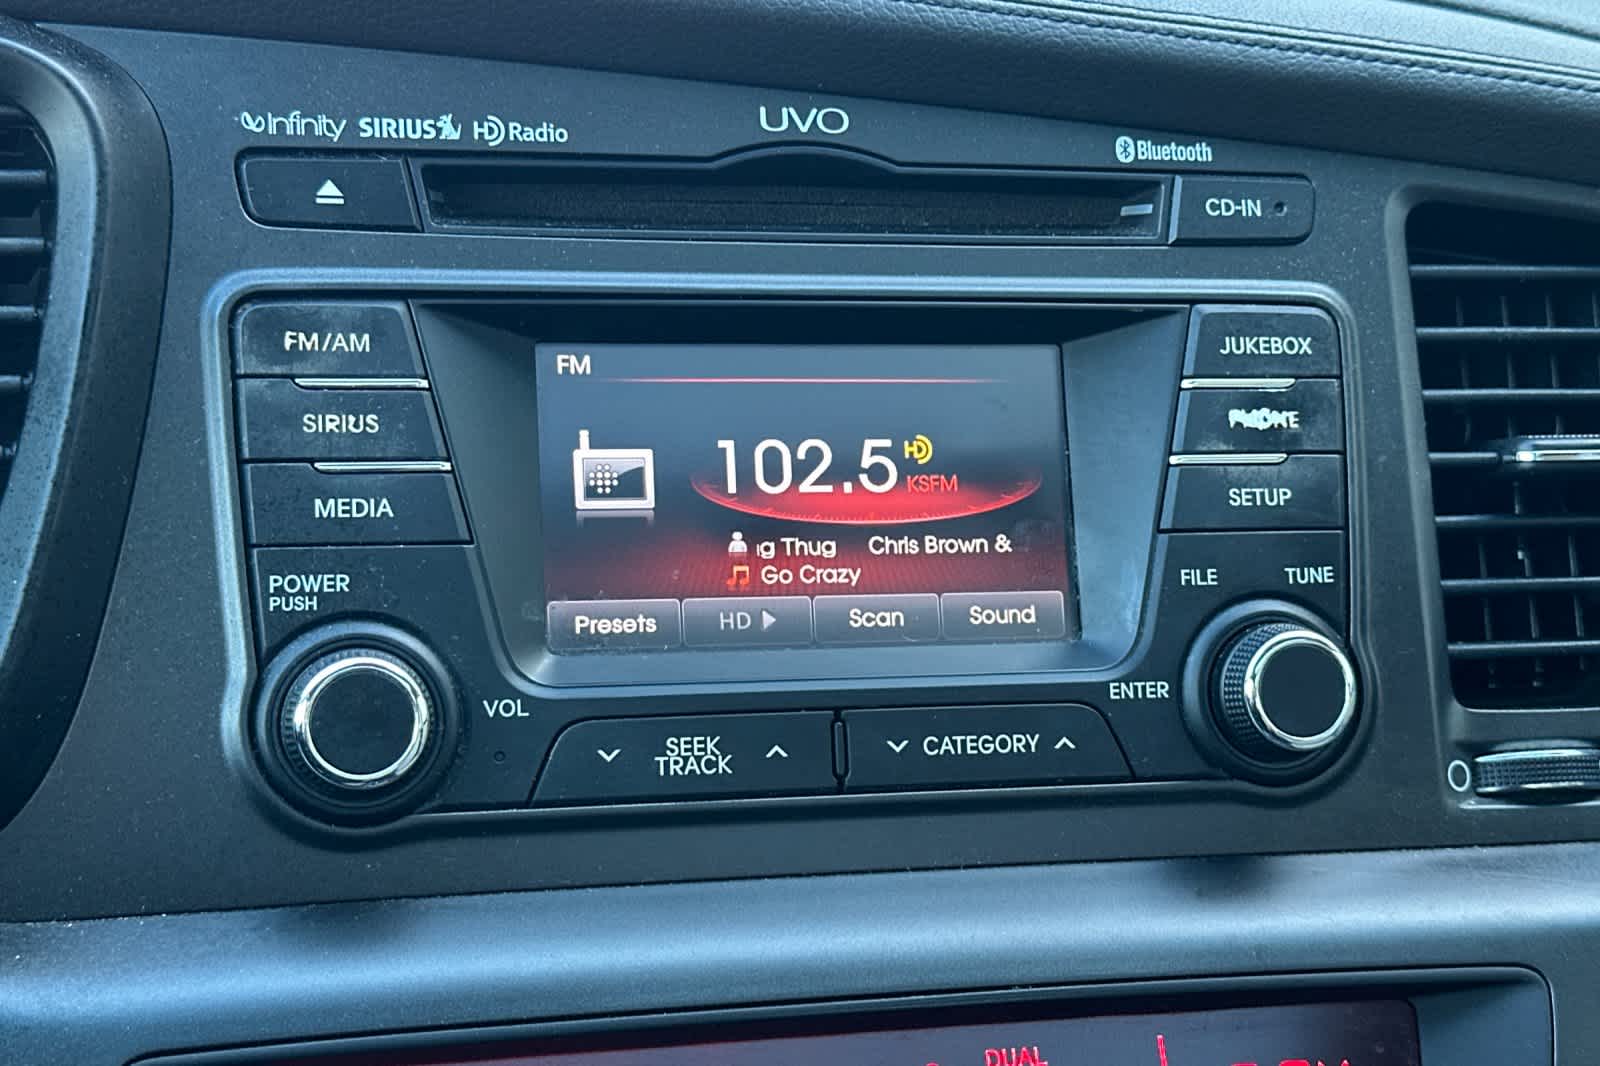 Infinity SIRIUS HD Radio
UVO
Bluetooth
CD-IN
FM/AM
SIRIUS
MEDIA
POWER
PUSH
VOL
FM
102.5 HD
KSFM
g Thug Chris Brown &
Go Crazy
Presets HD Scan Sound
JUKEBOX
PHONE
SETUP
FILE TUNE
ENTER
SEEK
TRACK
CATEGORY
DUAL